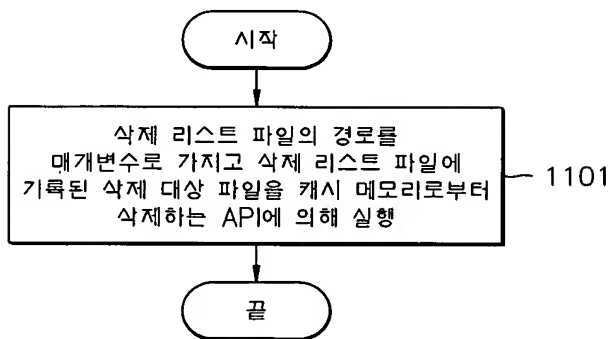 시작
삭제 리스트 파일의 경로를
매개변수로 가지고 삭제 리스트 파일에
기록된 삭제 대상 파일을 캐시 메모리로부터
삭제하는 API에 의해 실행
1101
끝